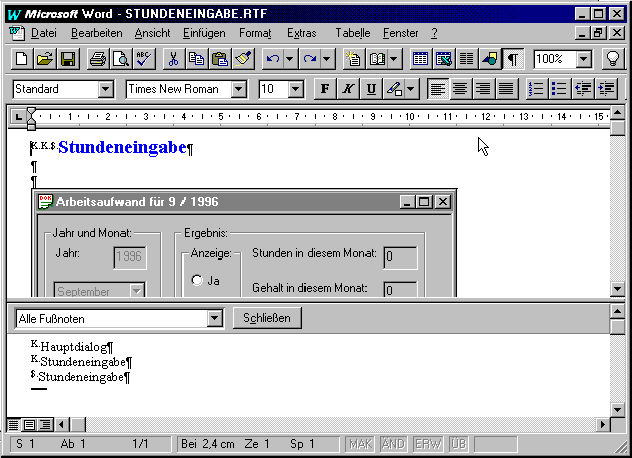 Microsoft Word - STUNDENEINGABE.RTF
Datei Bearbeiten Ansicht Einfügen Format Extras Tabelle Fenster ?
ABC ¶ 100%
Standard Times New Roman 10 F K U
L 1 2 3 4 5 6 7 8 9 10 11 12 13 14 15
K.K.$.Stundeneingabe¶
¶
¶
DOK Arbeitsaufwand für 9 / 1996
Jahr und Monat: Ergebnis:
Jahr: 1996 Anzeige: Stunden in diesem Monat: 0
Ja
September Gehalt in diesem Monat: 0
Alle Fußnoten Schließen
K.Hauptdialog¶
K.Stundeneingabe¶
$.Stundeneingabe¶
S 1 Ab 1 1/1 Bei 2,4 cm Ze 1 Sp 1 MAK ÄND ERW ÜB